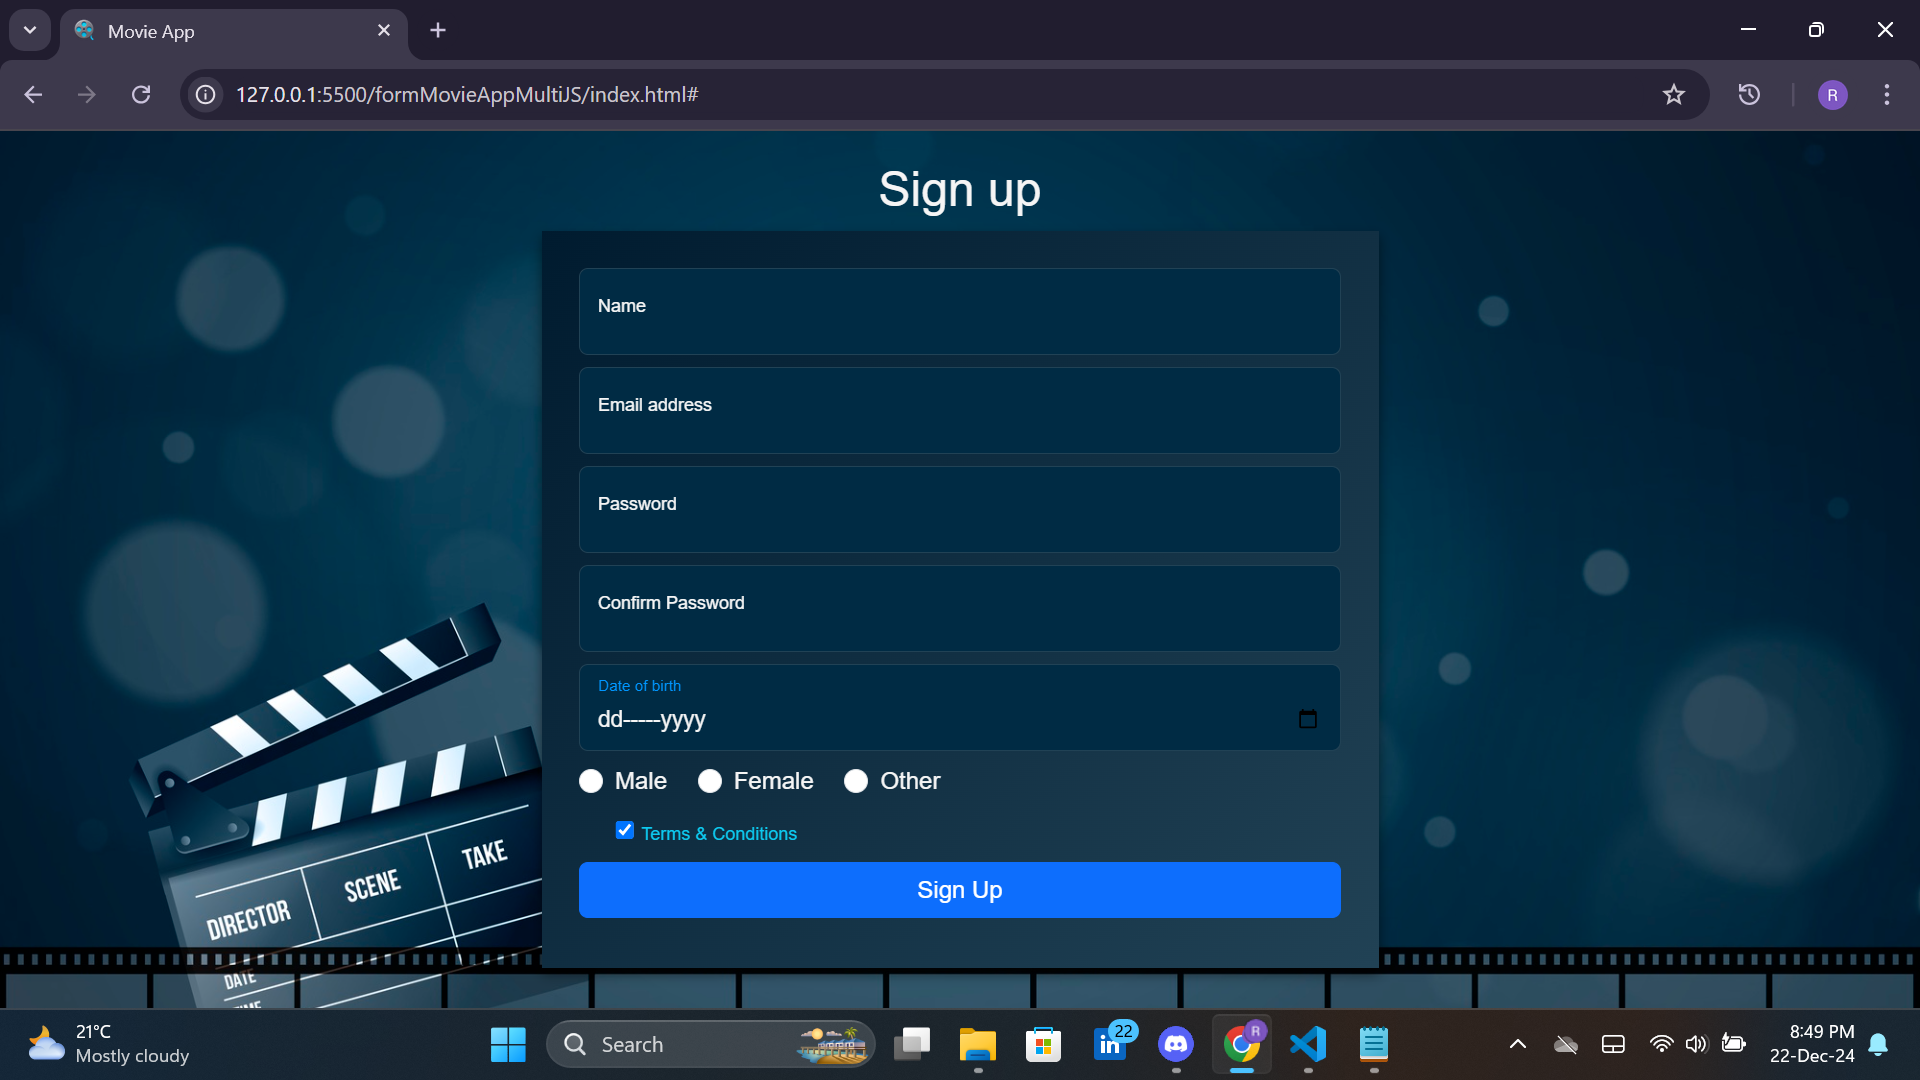 Movie App
127.0.0.1:5500/formMovieAppMultiJS/index.html#
R
Sign up
Name
Email address
Password
Confirm Password
Date of birth
dd-----yyyy
Male Female Other
Terms & Conditions
Sign Up
DIRECTOR SCENE TAKE
DATE
21°C
Mostly cloudy
Search
in 22
R
8:49 PM
22-Dec-24